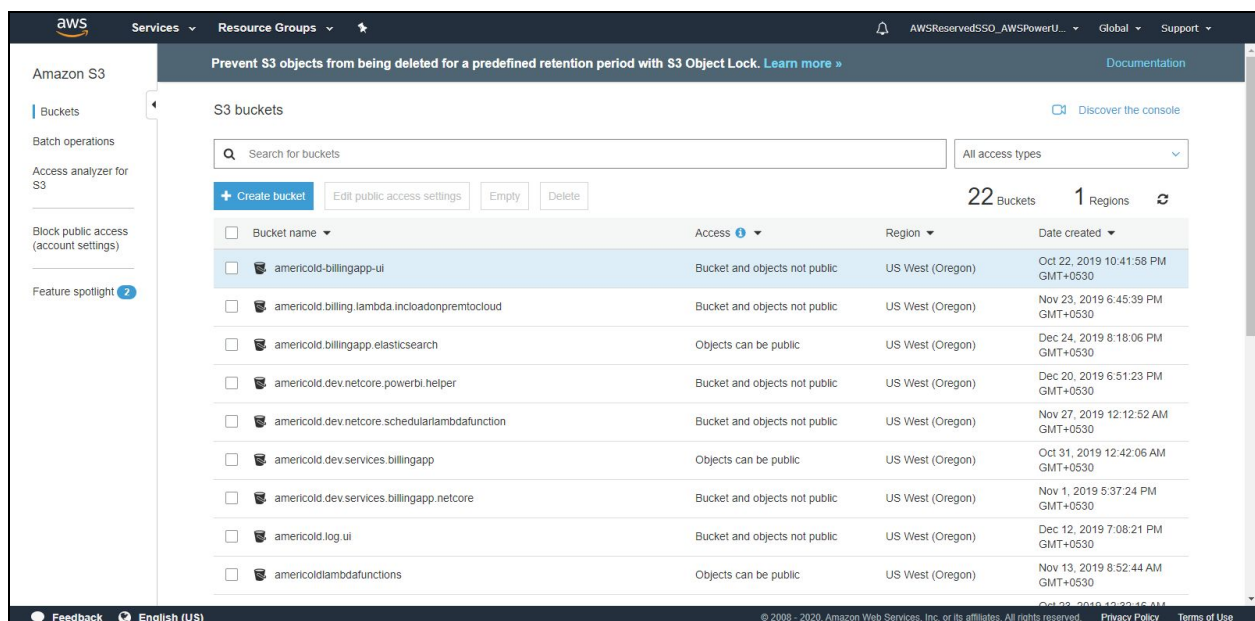 aws Services Resource Groups AWSReservedSSO_AWSPowerU... Global Support
Amazon S3
Buckets
Batch operations
Access analyzer for
S3
Block public access
(account settings)
Feature spotlight 2
Prevent S3 objects from being deleted for a predefined retention period with S3 Object Lock. Learn more » Documentation
S3 buckets Discover the console
Search for buckets All access types
+ Create bucket Edit public access settings Empty Delete 22 Buckets 1 Regions
Bucket name Access Region Date created
americold-billingapp-ui Bucket and objects not public US West (Oregon) Oct 22, 2019 10:41:58 PM
GMT+0530
americold.billing.lambda.incloadonpremtocloud Bucket and objects not public US West (Oregon) Nov 23, 2019 6:45:39 PM
GMT+0530
americold.billingapp.elasticsearch Objects can be public US West (Oregon) Dec 24, 2019 8:18:06 PM
GMT+0530
americold.dev.netcore.powerbi.helper Bucket and objects not public US West (Oregon) Dec 20, 2019 6:51:23 PM
GMT+0530
americold.dev.netcore.schedularlambdafunction Bucket and objects not public US West (Oregon) Nov 27, 2019 12:12:52 AM
GMT+0530
americold.dev.services.billingapp Objects can be public US West (Oregon) Oct 31, 2019 12:42:06 AM
GMT+0530
americold.dev.services.billingapp.netcore Bucket and objects not public US West (Oregon) Nov 1, 2019 5:37:24 PM
GMT+0530
americold.log.ui Bucket and objects not public US West (Oregon) Dec 12, 2019 7:08:21 PM
GMT+0530
americoldlambdafunctions Objects can be public US West (Oregon) Nov 13, 2019 8:52:44 AM
GMT+0530
Feedback English (US) © 2008 - 2020, Amazon Web Services, Inc. or its affiliates. All rights reserved. Privacy Policy Terms of Use